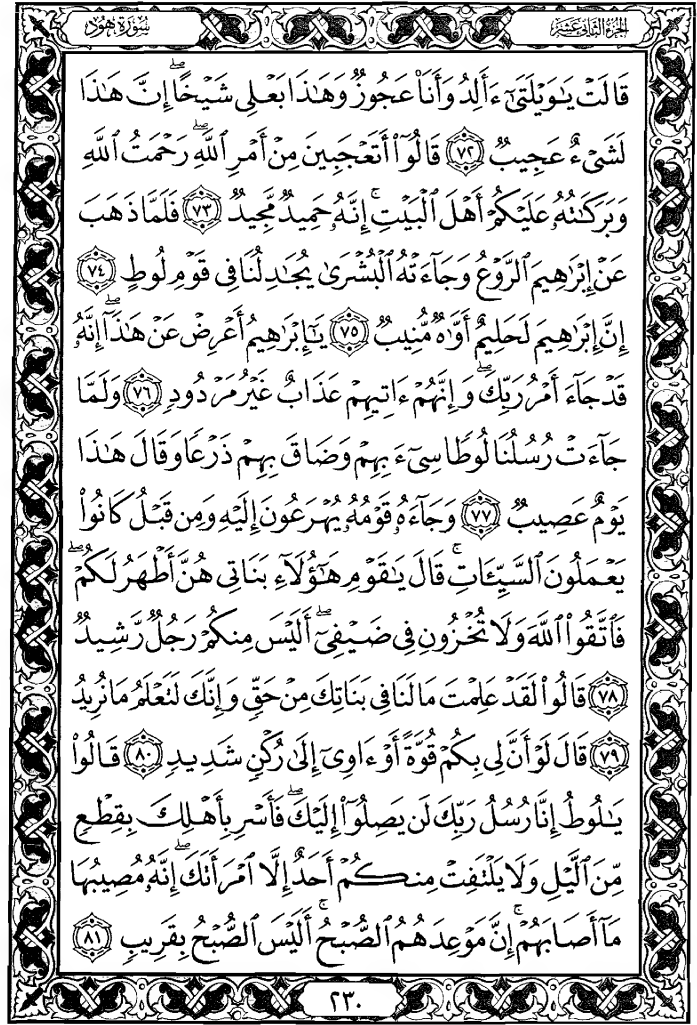 الجزء الثاني عشر
سورة هود
قَالَتْ يَٰوَيْلَتَىٰٓ ءَأَلِدُ وَأَنَا۠ عَجُوزٌ وَهَٰذَا بَعْلِى شَيْخًا ۖ إِنَّ هَٰذَا
لَشَىْءٌ عَجِيبٌ ٧٢ قَالُوٓا۟ أَتَعْجَبِينَ مِنْ أَمْرِ ٱللَّهِ ۖ رَحْمَتُ ٱللَّهِ
وَبَرَكَٰتُهُۥ عَلَيْكُمْ أَهْلَ ٱلْبَيْتِ ۚ إِنَّهُۥ حَمِيدٌ مَّجِيدٌ ٧٣ فَلَمَّا ذَهَبَ
عَنْ إِبْرَٰهِيمَ ٱلرَّوْعُ وَجَآءَتْهُ ٱلْبُشْرَىٰ يُجَٰدِلُنَا فِى قَوْمِ لُوطٍ ٧٤
إِنَّ إِبْرَٰهِيمَ لَحَلِيمٌ أَوَّٰهٌ مُّنِيبٌ ٧٥ يَٰٓإِبْرَٰهِيمُ أَعْرِضْ عَنْ هَٰذَآ ۖ إِنَّهُۥ
قَدْ جَآءَ أَمْرُ رَبِّكَ ۖ وَإِنَّهُمْ ءَاتِيهِمْ عَذَابٌ غَيْرُ مَرْدُودٍ ٧٦ وَلَمَّا
جَآءَتْ رُسُلُنَا لُوطًا سِىٓءَ بِهِمْ وَضَاقَ بِهِمْ ذَرْعًا وَقَالَ هَٰذَا
يَوْمٌ عَصِيبٌ ٧٧ وَجَآءَهُۥ قَوْمُهُۥ يُهْرَعُونَ إِلَيْهِ وَمِن قَبْلُ كَانُوا۟
يَعْمَلُونَ ٱلسَّيِّـَٔاتِ ۚ قَالَ يَٰقَوْمِ هَٰٓؤُلَآءِ بَنَاتِى هُنَّ أَطْهَرُ لَكُمْ ۖ
فَٱتَّقُوا۟ ٱللَّهَ وَلَا تُخْزُونِ فِى ضَيْفِىٓ ۖ أَلَيْسَ مِنكُمْ رَجُلٌ رَّشِيدٌ
٧٨ قَالُوا۟ لَقَدْ عَلِمْتَ مَا لَنَا فِى بَنَاتِكَ مِنْ حَقٍّ وَإِنَّكَ لَتَعْلَمُ مَا نُرِيدُ
٧٩ قَالَ لَوْ أَنَّ لِى بِكُمْ قُوَّةً أَوْ ءَاوِىٓ إِلَىٰ رُكْنٍ شَدِيدٍ ٨٠ قَالُوا۟
يَٰلُوطُ إِنَّا رُسُلُ رَبِّكَ لَن يَصِلُوٓا۟ إِلَيْكَ ۖ فَأَسْرِ بِأَهْلِكَ بِقِطْعٍ
مِّنَ ٱلَّيْلِ وَلَا يَلْتَفِتْ مِنكُمْ أَحَدٌ إِلَّا ٱمْرَأَتَكَ ۖ إِنَّهُۥ مُصِيبُهَا
مَآ أَصَابَهُمْ ۚ إِنَّ مَوْعِدَهُمُ ٱلصُّبْحُ ۚ أَلَيْسَ ٱلصُّبْحُ بِقَرِيبٍ ٨١
٢٣٠